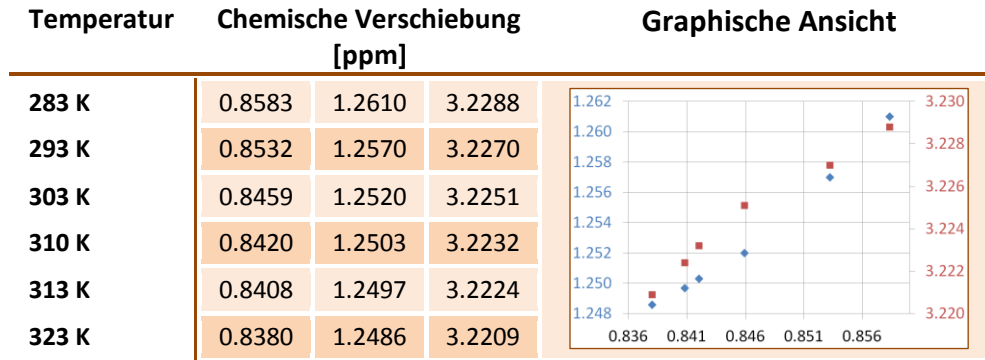 Temperatur Chemische Verschiebung [ppm] Graphische Ansicht
283 K 0.8583 1.2610 3.2288
293 K 0.8532 1.2570 3.2270
303 K 0.8459 1.2520 3.2251
310 K 0.8420 1.2503 3.2232
313 K 0.8408 1.2497 3.2224
323 K 0.8380 1.2486 3.2209
1.262 3.230
1.260
3.228
1.258
3.226
1.256
1.254
3.224
1.252
3.222
1.250
1.248 3.220
0.836 0.841 0.846 0.851 0.856